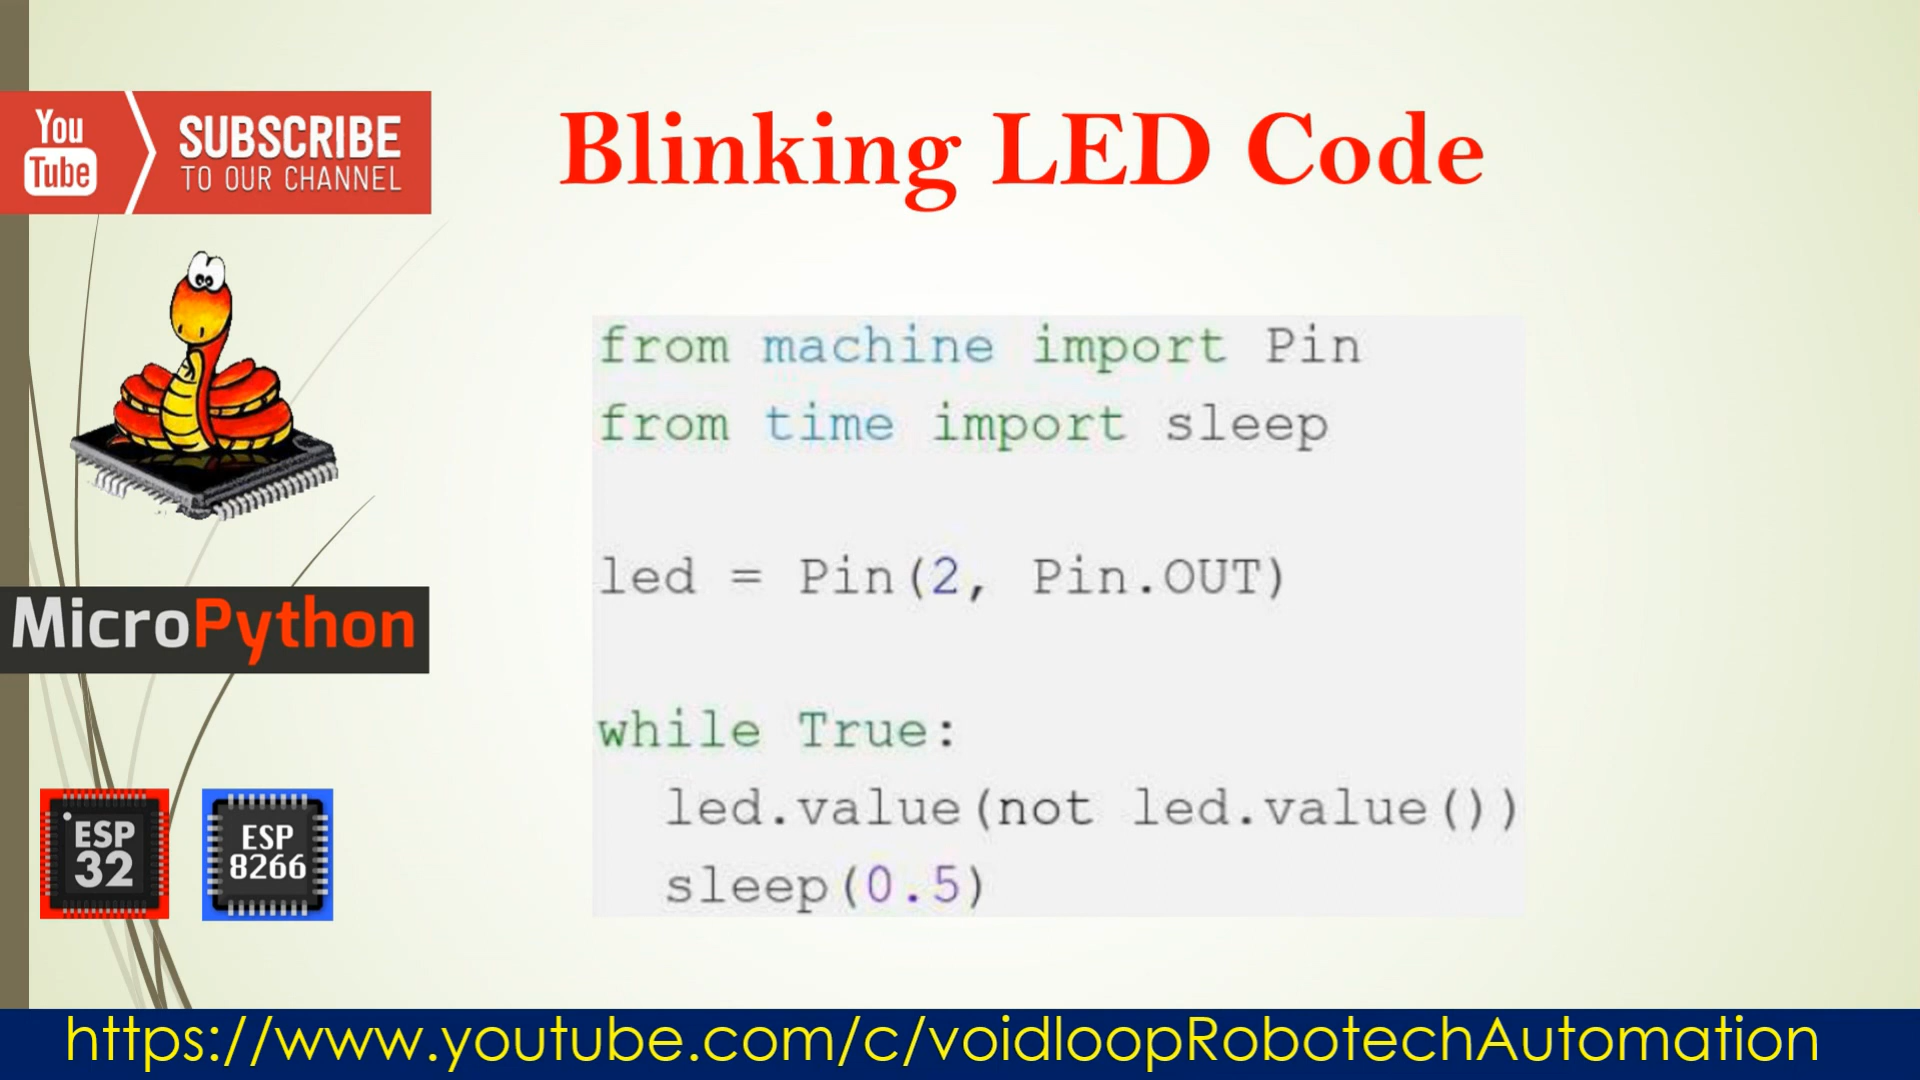 You
Tube
SUBSCRIBE
TO OUR CHANNEL
Blinking LED Code
from machine import Pin
from time import sleep
led = Pin(2, Pin.OUT)
while True:
led.value(not led.value())
sleep(0.5)
MicroPython
ESP
32
ESP
8266
https://www.youtube.com/c/voidloopRobotechAutomation